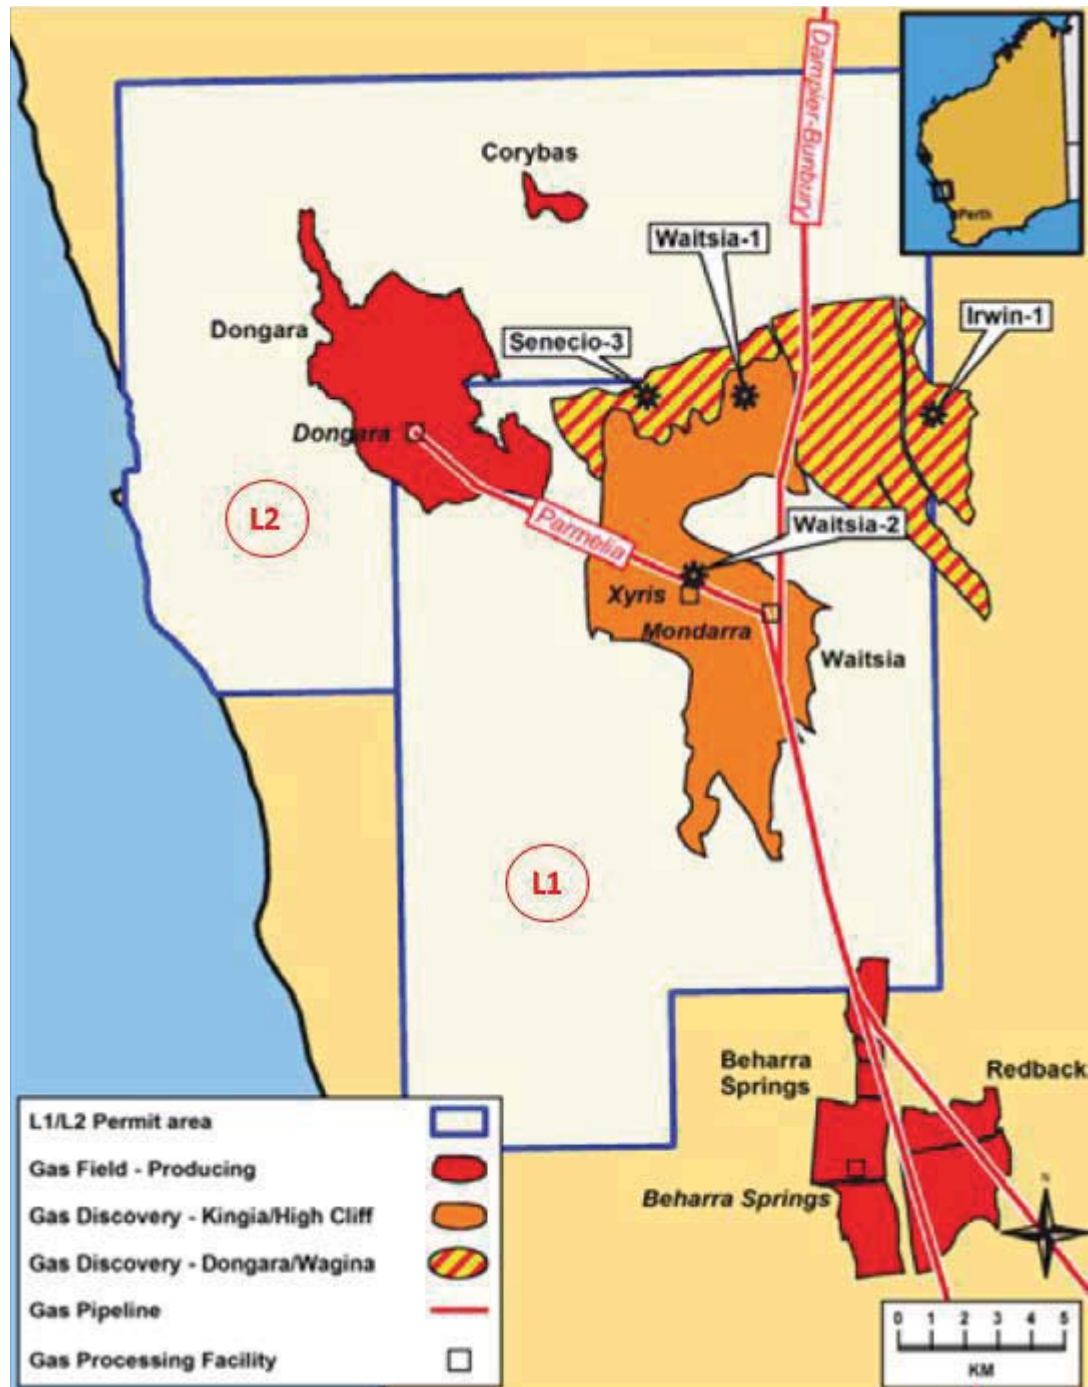 Dampier-Bunbury
Perth
Corybas
Waitsia-1
Irwin-1
Dongara
Senecio-3
Dongara
L2
Parmelia
Waitsia-2
Xyris
Mondarra
Waitsia
L1
Beharra
Springs
Redback
Beharra Springs
N
L1/L2 Permit area
Gas Field - Producing
Gas Discovery - Kingia/High Cliff
Gas Discovery - Dongara/Wagina
Gas Pipeline
Gas Processing Facility
0 1 2 3 4 5
KM